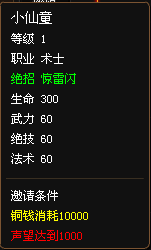 小仙童
等级 1
职业 术士
绝招 惊雷闪
生命 300
武力 60
绝技 60
法术 60
邀请条件
铜钱消耗10000
声望达到1000